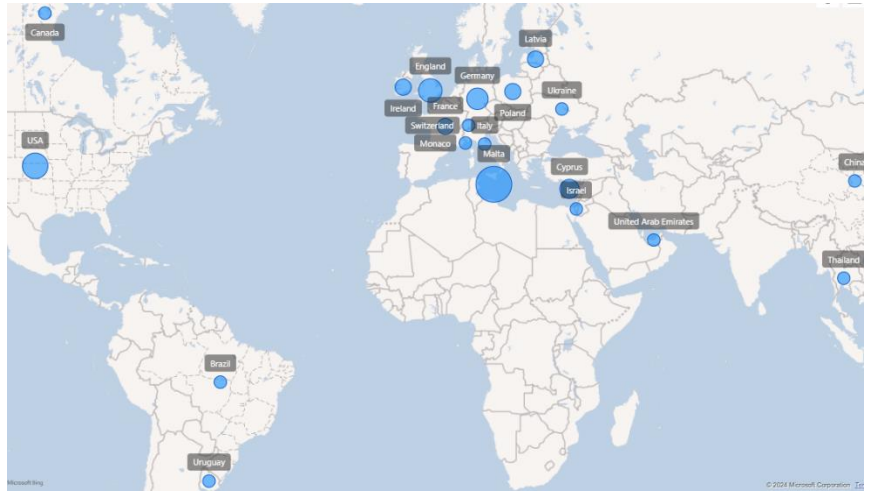 Canada
Latvia
England
Germany
Ukraine
Ireland
France
Poland
Switzerland
Italy
USA
Monaco
Malta
Cyprus
China
Israel
United Arab Emirates
Thailand
Brazil
Uruguay
Microsoft Bing
© 2024 Microsoft Corporation